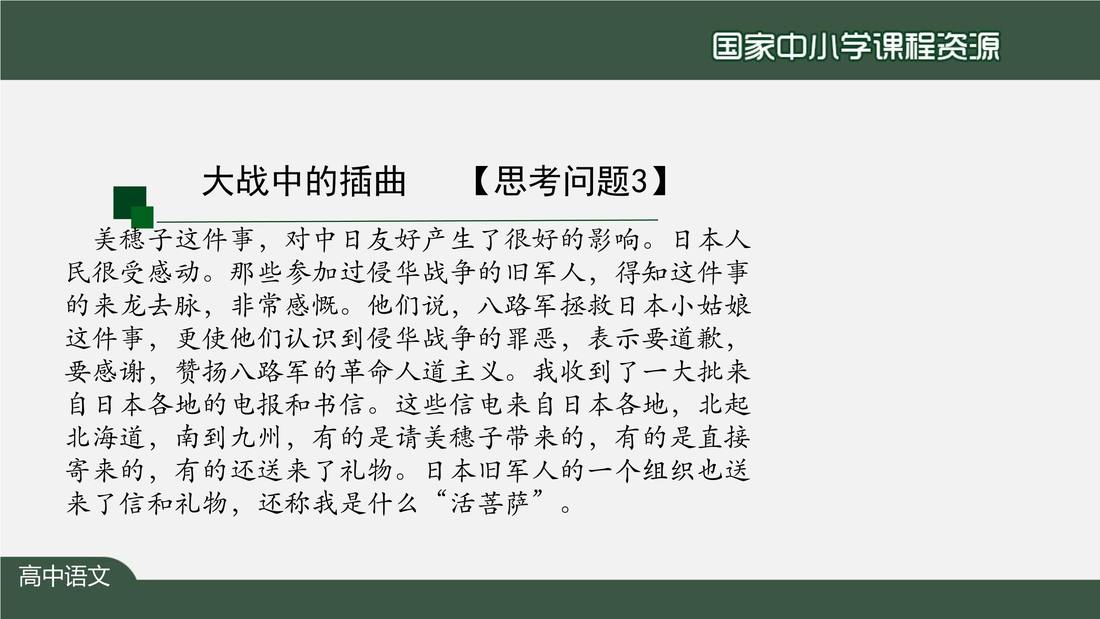 国家中小学课程资源
大战中的插曲 【思考问题3】
美穗子这件事，对中日友好产生了很好的影响。日本人
民很受感动。那些参加过侵华战争的旧军人，得知这件事
的来龙去脉，非常感慨。他们说，八路军拯救日本小姑娘
这件事，更使他们认识到侵华战争的罪恶，表示要道歉，
要感谢，赞扬八路军的革命人道主义。我收到了一大批来
自日本各地的电报和书信。这些信电来自日本各地，北起
北海道，南到九州，有的是请美穗子带来的，有的是直接
寄来的，有的还送来了礼物。日本旧军人的一个组织也送
来了信和礼物，还称我是什么“活菩萨”。
高中语文